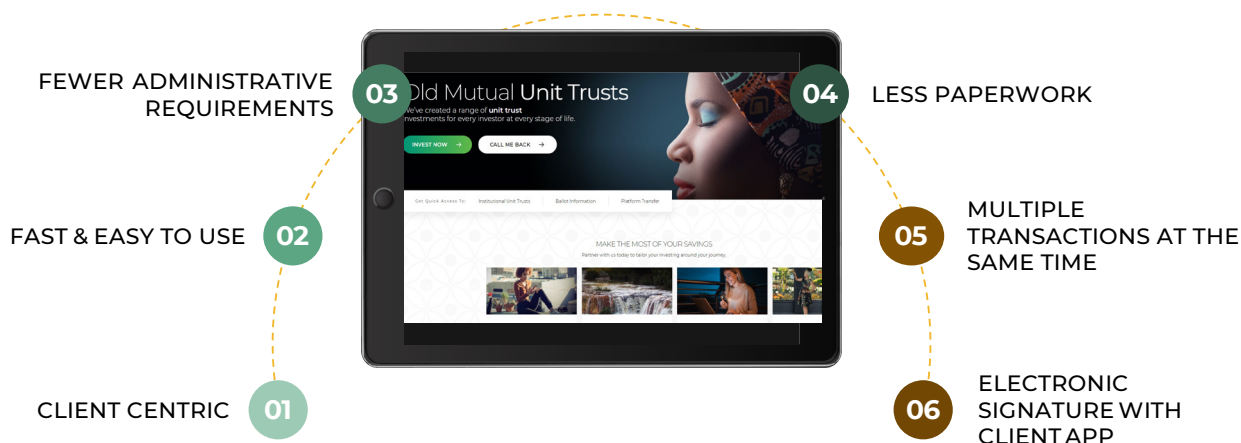 FEWER ADMINISTRATIVE
REQUIREMENTS
03
Old Mutual Unit Trusts
We've created a range of unit trust
investments for every investor at every stage of life.
INVEST NOW →
CALL ME BACK →
04
LESS PAPERWORK
Get Quick Access To: Institutional Unit Trusts Ballot Information Platform Transfer
FAST & EASY TO USE
02
MAKE THE MOST OF YOUR SAVINGS
Partner with us today to tailor your investing around your journey.
05
MULTIPLE
TRANSACTIONS AT THE
SAME TIME
CLIENT CENTRIC
01
06
ELECTRONIC
SIGNATURE WITH
CLIENT APP